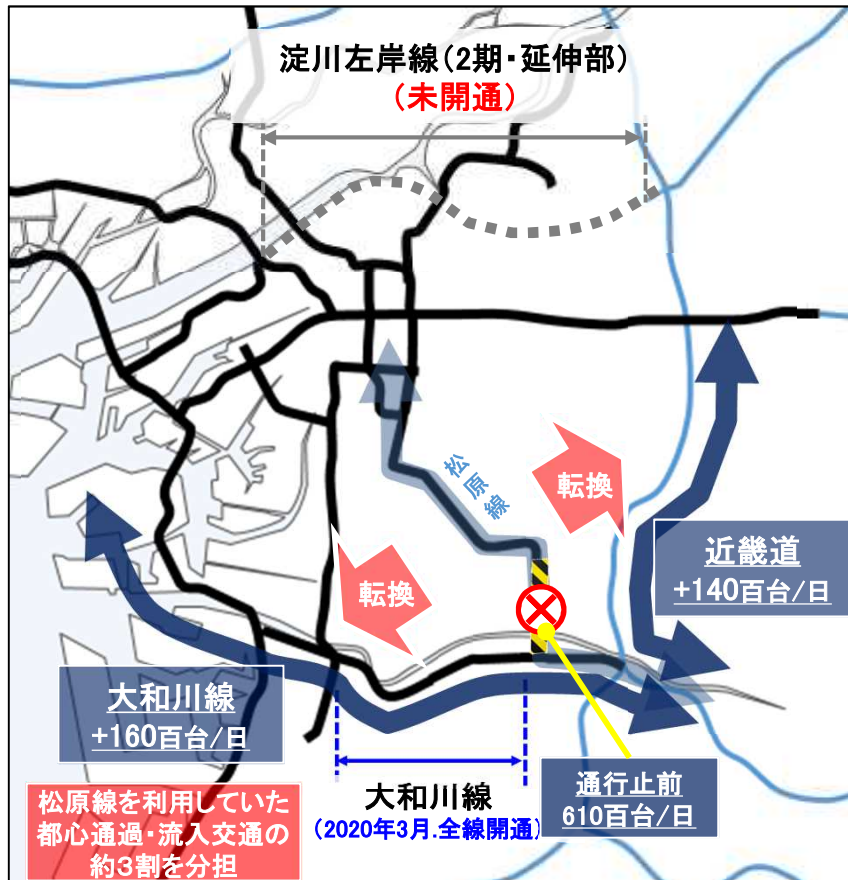 淀川左岸線(2期・延伸部)
(未開通)
松原線
転換
転換
近畿道
+140百台/日
大和川線
+160百台/日
松原線を利用していた
都心通過・流入交通の
約3割を分担
大和川線
(2020年3月.全線開通)
通行止前
610百台/日